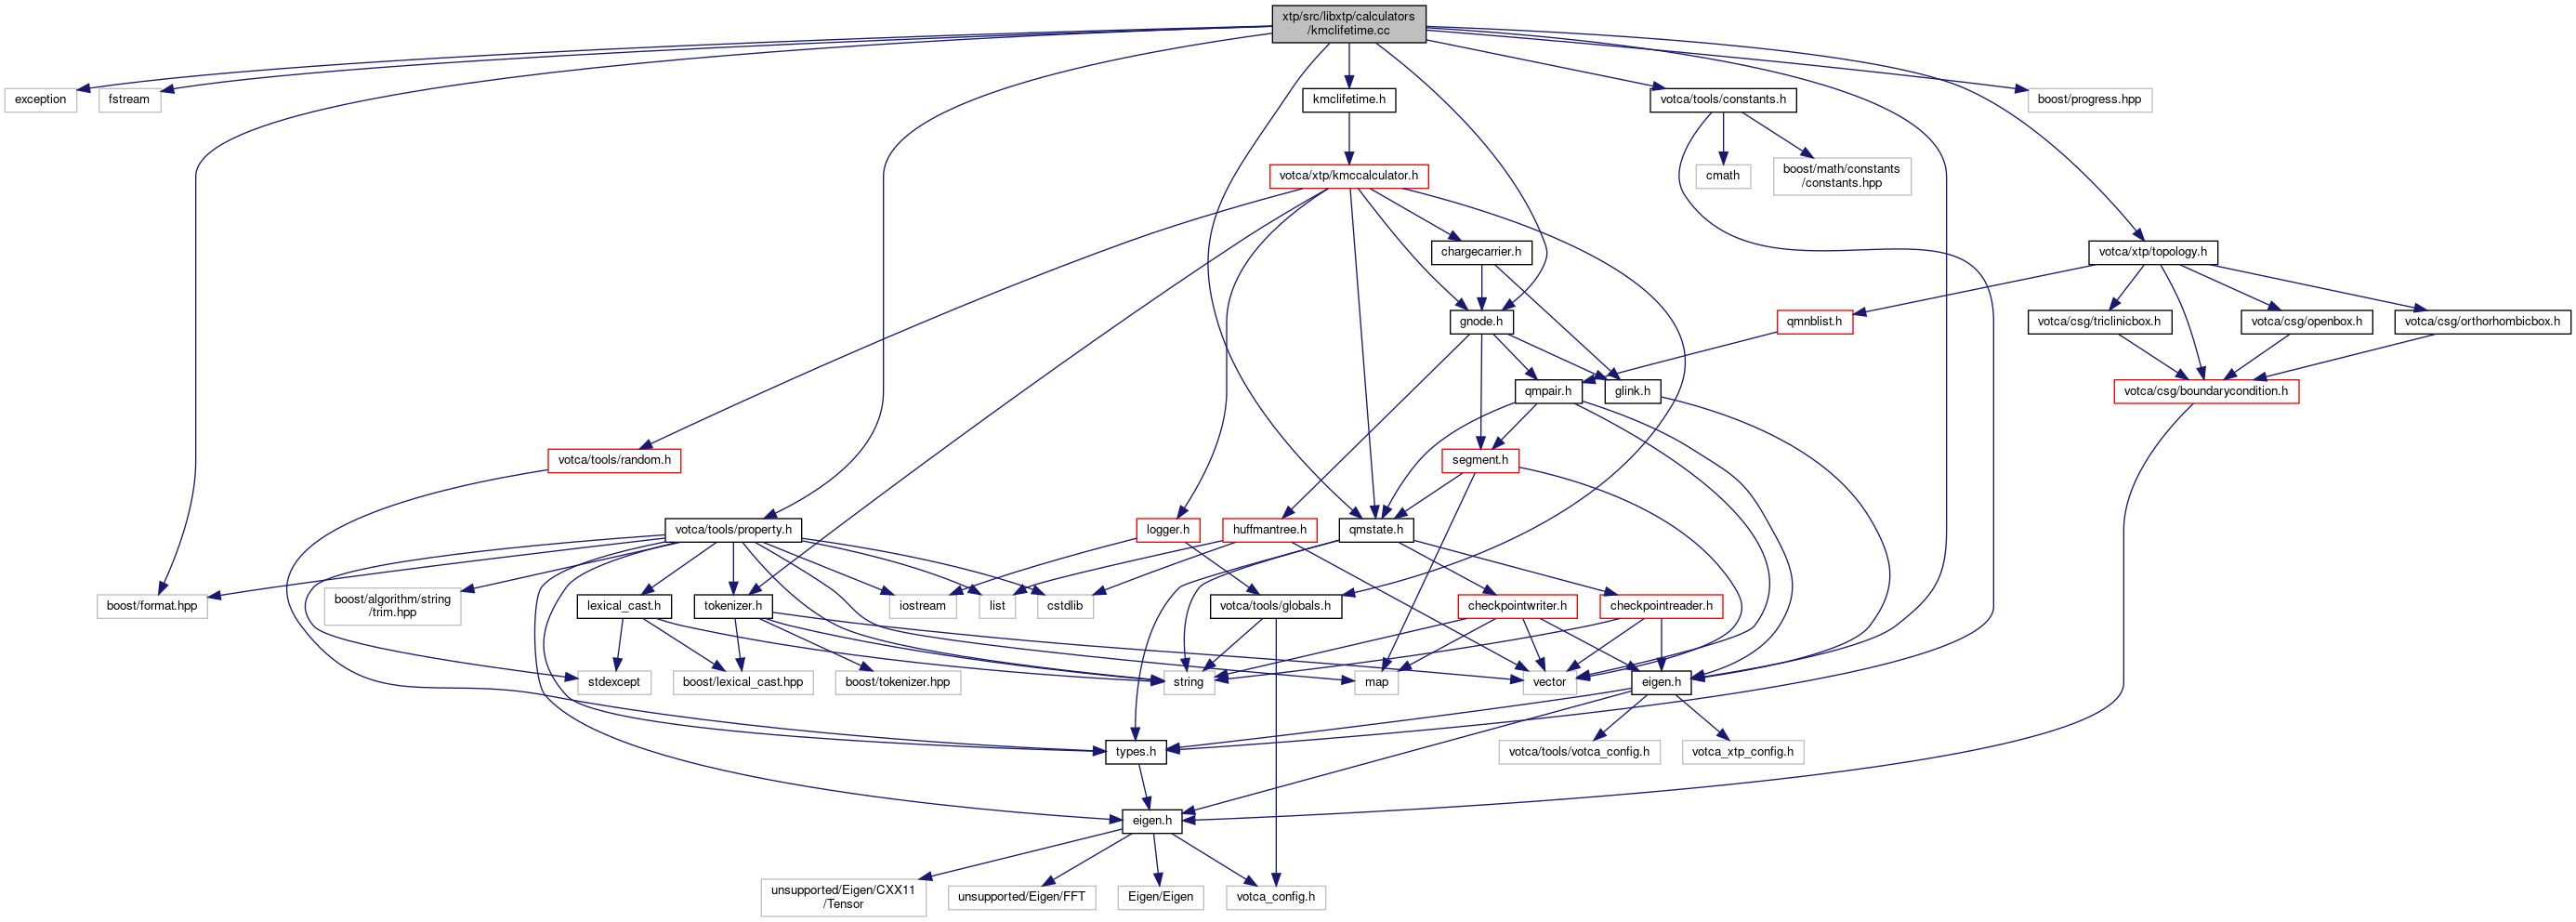 xtp/src/libxtp/calculators
/kmclifetime.cc
exception
fstream
kmclifetime.h
votca/tools/constants.h
boost/progress.hpp
votca/xtp/kmccalculator.h
cmath
boost/math/constants
/constants.hpp
chargecarrier.h
votca/xtp/topology.h
gnode.h
qmnblist.h
votca/csg/triclinicbox.h
votca/csg/openbox.h
votca/csg/orthorhombicbox.h
qmpair.h
glink.h
votca/csg/boundarycondition.h
votca/tools/random.h
segment.h
votca/tools/property.h
logger.h
huffmantree.h
qmstate.h
boost/format.hpp
boost/algorithm/string
/trim.hpp
lexical_cast.h
tokenizer.h
iostream
list
cstdlib
votca/tools/globals.h
checkpointwriter.h
checkpointreader.h
stdexcept
boost/lexical_cast.hpp
boost/tokenizer.hpp
string
map
vector
eigen.h
types.h
votca/tools/votca_config.h
votca_xtp_config.h
eigen.h
unsupported/Eigen/CXX11
/Tensor
unsupported/Eigen/FFT
Eigen/Eigen
votca_config.h